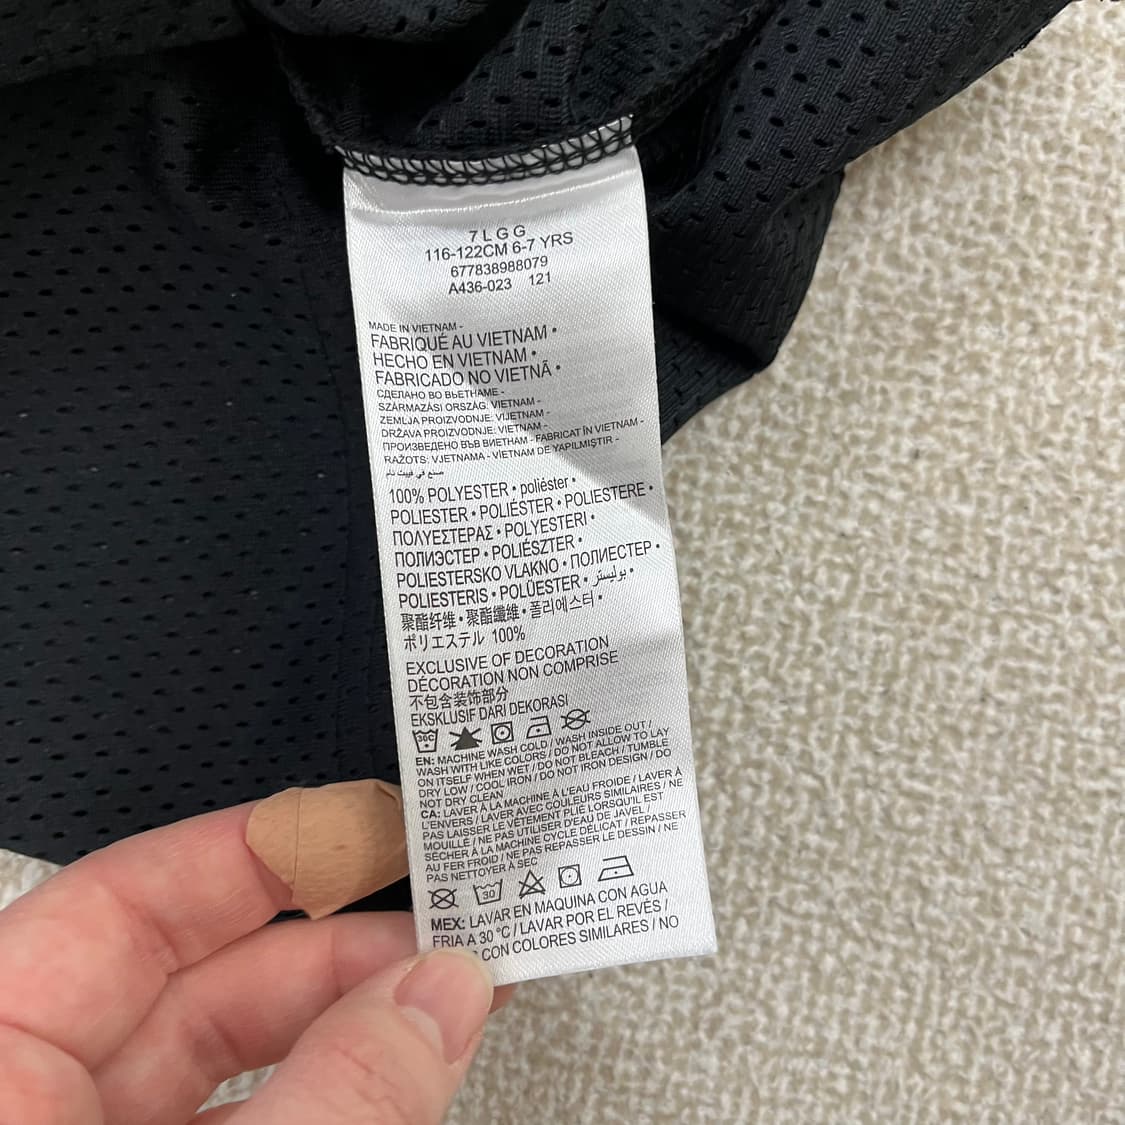 7 L G G
116-122CM 6-7 YRS
677838988079
A436-023 121
MADE IN VIETNAM -
FABRIQUÉ AU VIETNAM •
HECHO EN VIETNAM •
FABRICADO NO VIETNÃ •
СДЕЛАНО ВО ВЬЕТНАМЕ -
SZÁRMAZÁSI ORSZÁG: VIETNAM -
ZEMLJA PROIZVODNJE: VIJETNAM -
DRŽAVA PROIZVODNJE: VIETNAM -
ПРОИЗВЕДЕНО ВЪВ ВИЕТНАМ - FABRICAT ÎN VIETNAM -
RAŽOTS: VJETNAMA - VİETNAM DE YAPILMIŞTIR -
صنع في فييت نام
100% POLYESTER • poliéster •
POLIESTER • POLIÉSTER • POLIESTERE •
ΠΟΛΥΕΣΤΕΡΑΣ • POLYESTERI •
ПОЛИЭСТЕР • POLIÉSZTER •
POLIESTERSKO VLAKNO • ПОЛИЕСТЕР •
POLIESTERIS • POLÜESTER • بوليستر •
聚酯纤维 • 聚酯纖維 • 폴리에스터 •
ポリエステル 100%
EXCLUSIVE OF DECORATION
DÉCORATION NON COMPRISE
不包含装饰部分
EKSKLUSIF DARI DEKORASI
30C
EN: MACHINE WASH COLD / WASH INSIDE OUT /
WASH WITH LIKE COLORS / DO NOT ALLOW TO LAY
ON ITSELF WHEN WET / DO NOT BLEACH / TUMBLE
DRY LOW / COOL IRON / DO NOT IRON DESIGN / DO
NOT DRY CLEAN
CA: LAVER À LA MACHINE À L'EAU FROIDE / LAVER À
L'ENVERS / LAVER AVEC COULEURS SIMILAIRES / NE
PAS LAISSER LE VÊTEMENT PLIÉ LORSQU'IL EST
MOUILLÉ / NE PAS UTILISER D'EAU DE JAVEL /
SÉCHER À LA MACHINE CYCLE DÉLICAT / REPASSER
AU FER FROID / NE PAS REPASSER LE DESSIN / NE
PAS NETTOYER À SEC
30
MEX: LAVAR EN MAQUINA CON AGUA
FRIA A 30 °C / LAVAR POR EL REVÉS /
CON COLORES SIMILARES / NO